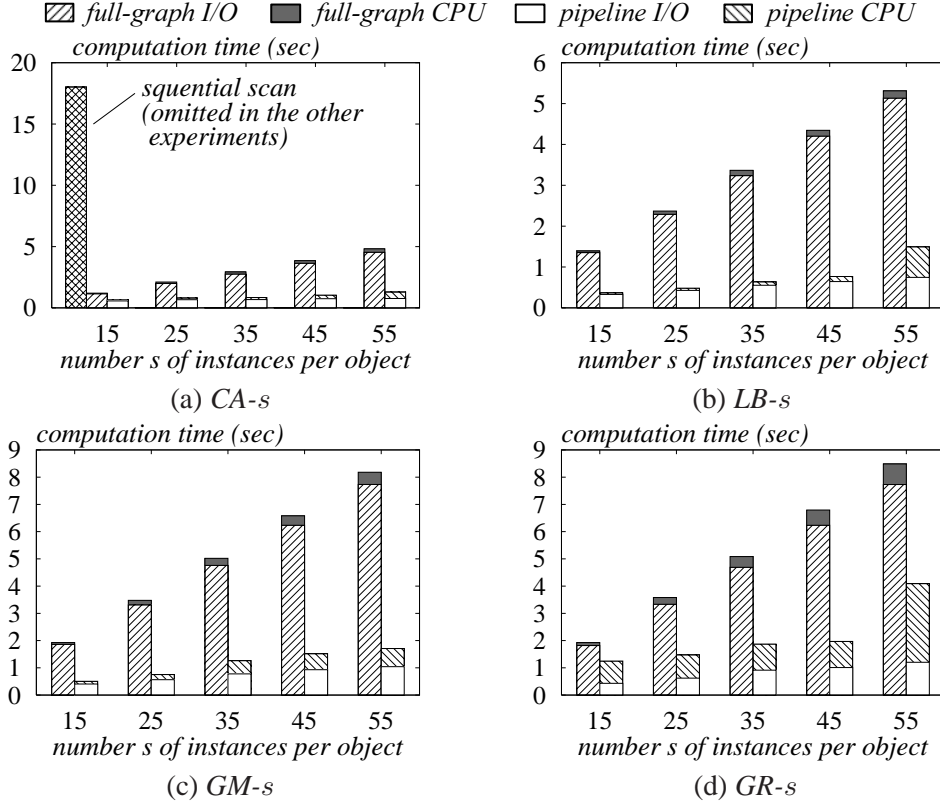 full-graph I/O full-graph CPU pipeline I/O pipeline CPU
computation time (sec)
20
15
10
5
0
squential scan
(omitted in the other
experiments)
15 25 35 45 55
number s of instances per object
(a) CA-s
computation time (sec)
6
5
4
3
2
1
0
15 25 35 45 55
number s of instances per object
(b) LB-s
computation time (sec)
9
8
7
6
5
4
3
2
1
0
15 25 35 45 55
number s of instances per object
(c) GM-s
computation time (sec)
9
8
7
6
5
4
3
2
1
0
15 25 35 45 55
number s of instances per object
(d) GR-s